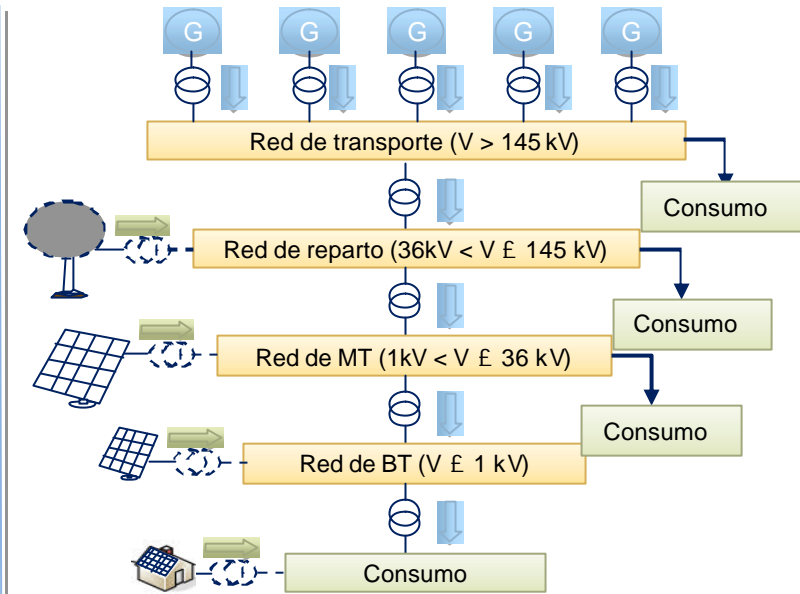 G G G G G
Red de transporte (V > 145 kV)
Consumo
Red de reparto (36kV < V £ 145 kV)
Consumo
Red de MT (1kV < V £ 36 kV)
Consumo
Red de BT (V £ 1 kV)
Consumo